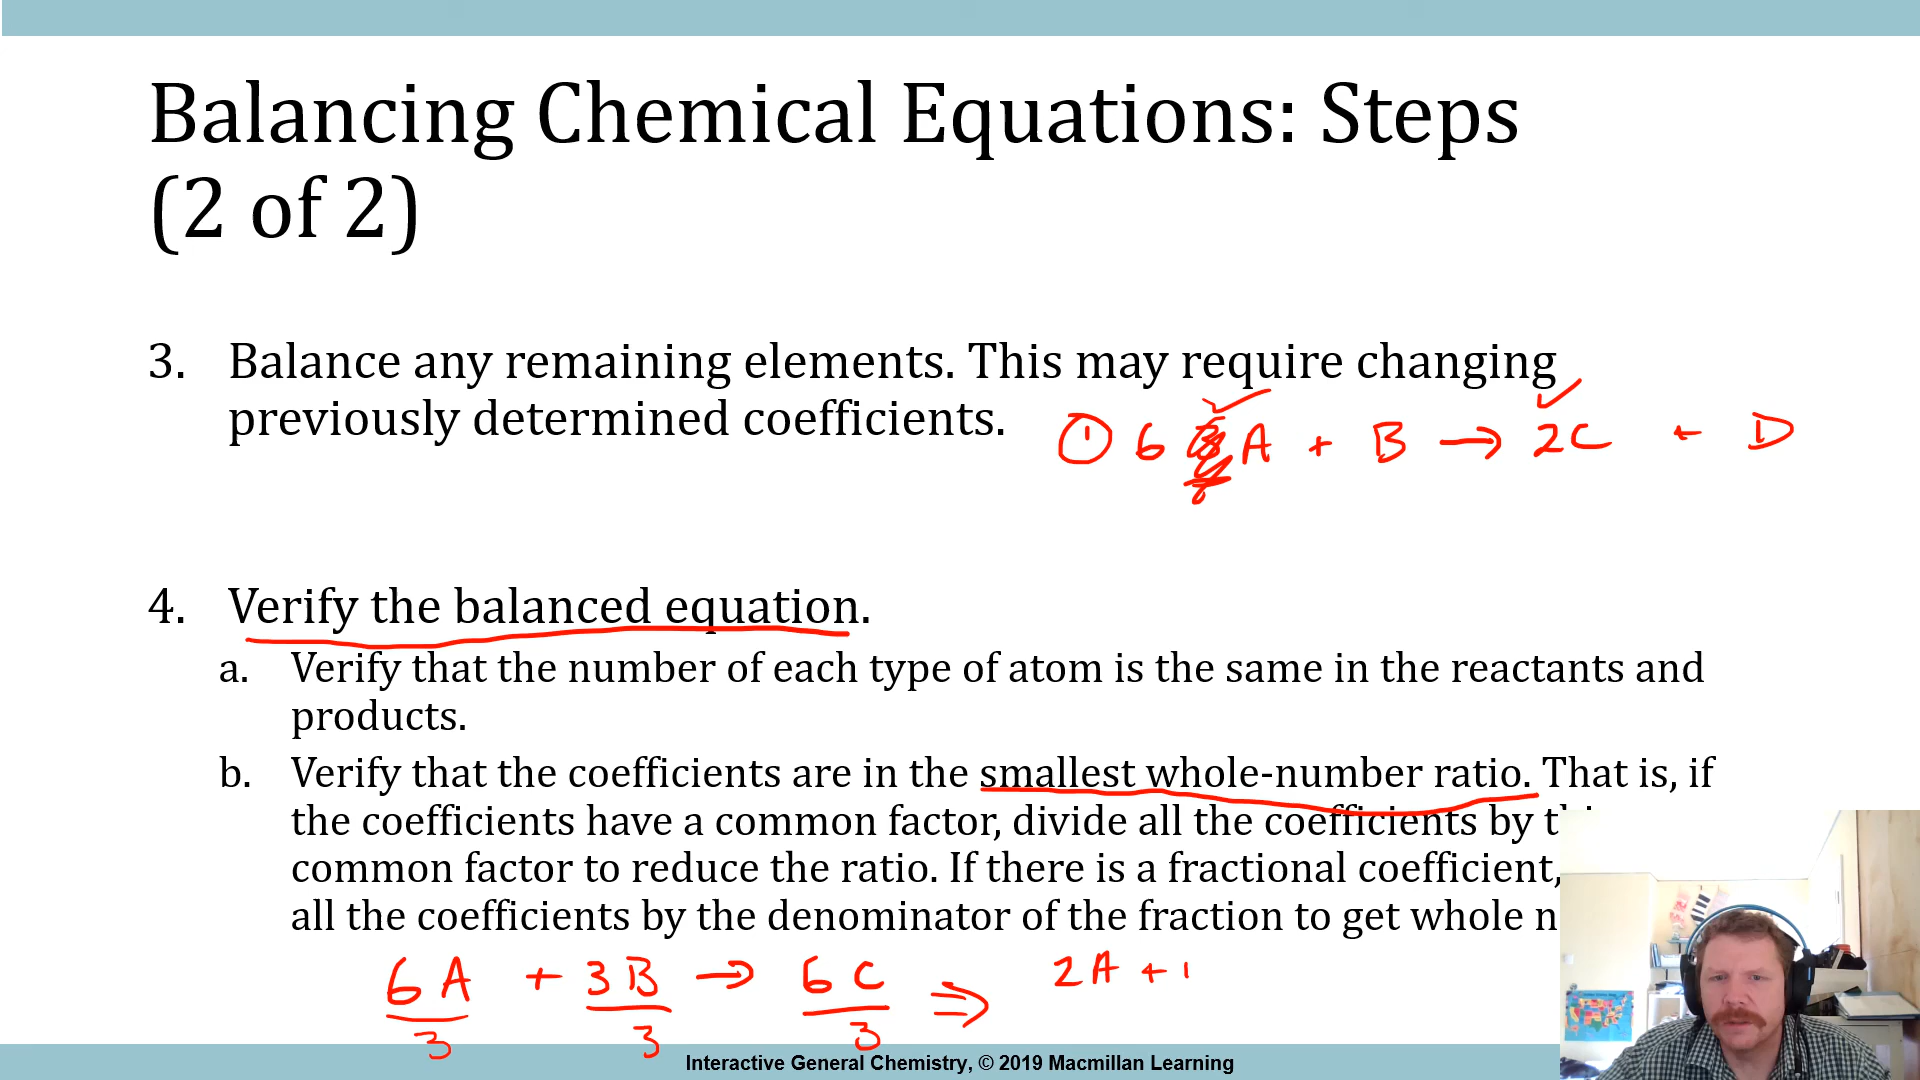 Balancing Chemical Equations: Steps
(2 of 2)
3. Balance any remaining elements. This may require changing
previously determined coefficients.
① 6 A + B → 2C + D
4. Verify the balanced equation.
a. Verify that the number of each type of atom is the same in the reactants and
products.
b. Verify that the coefficients are in the smallest whole-number ratio. That is, if
the coefficients have a common factor, divide all the coefficients by
common factor to reduce the ratio. If there is a fractional coefficient,
all the coefficients by the denominator of the fraction to get whole
6A + 3B → 6C ⇒ 2A + 1
3 3 3
Interactive General Chemistry, © 2019 Macmillan Learning